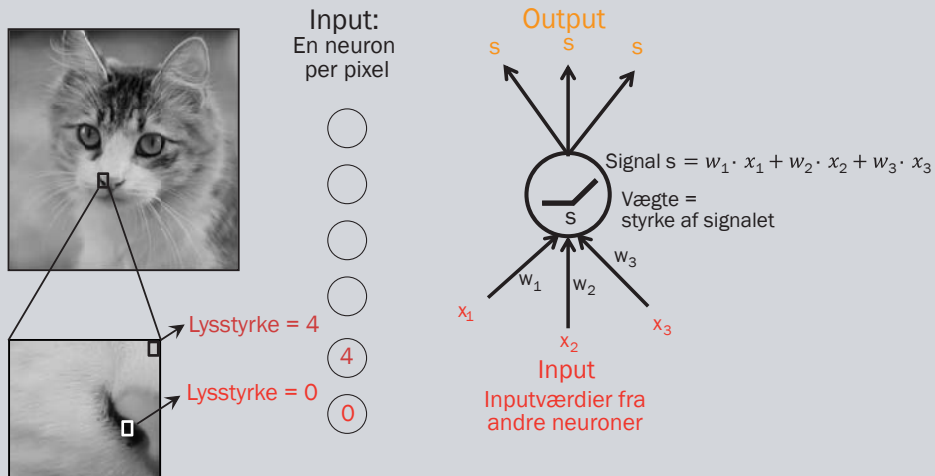 Input:
En neuron
per pixel
Lysstyrke = 4
4
Lysstyrke = 0
0
Output
s
s
s
Signal s = w₁· x₁ + w₂· x₂ + w₃· x₃
Vægte =
styrke af signalet
s
w₁
w₂
w₃
x₁
x₂
x₃
Input
Inputværdier fra
andre neuroner